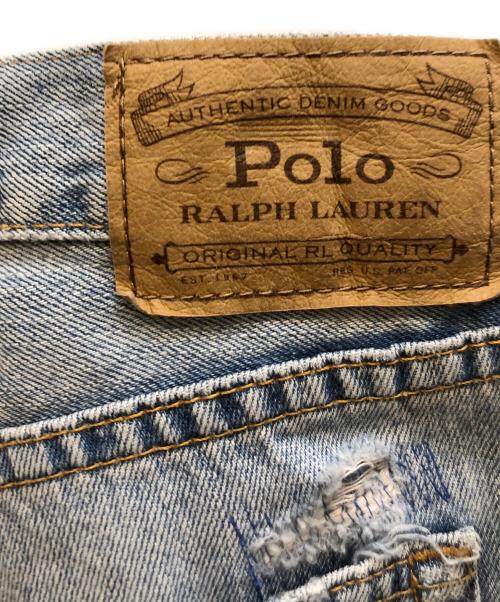 AUTHENTIC DENIM GOODS
Polo
RALPH LAUREN
ORIGINAL RL QUALITY
EST. 1967 REG. U.S. PAT. OFF